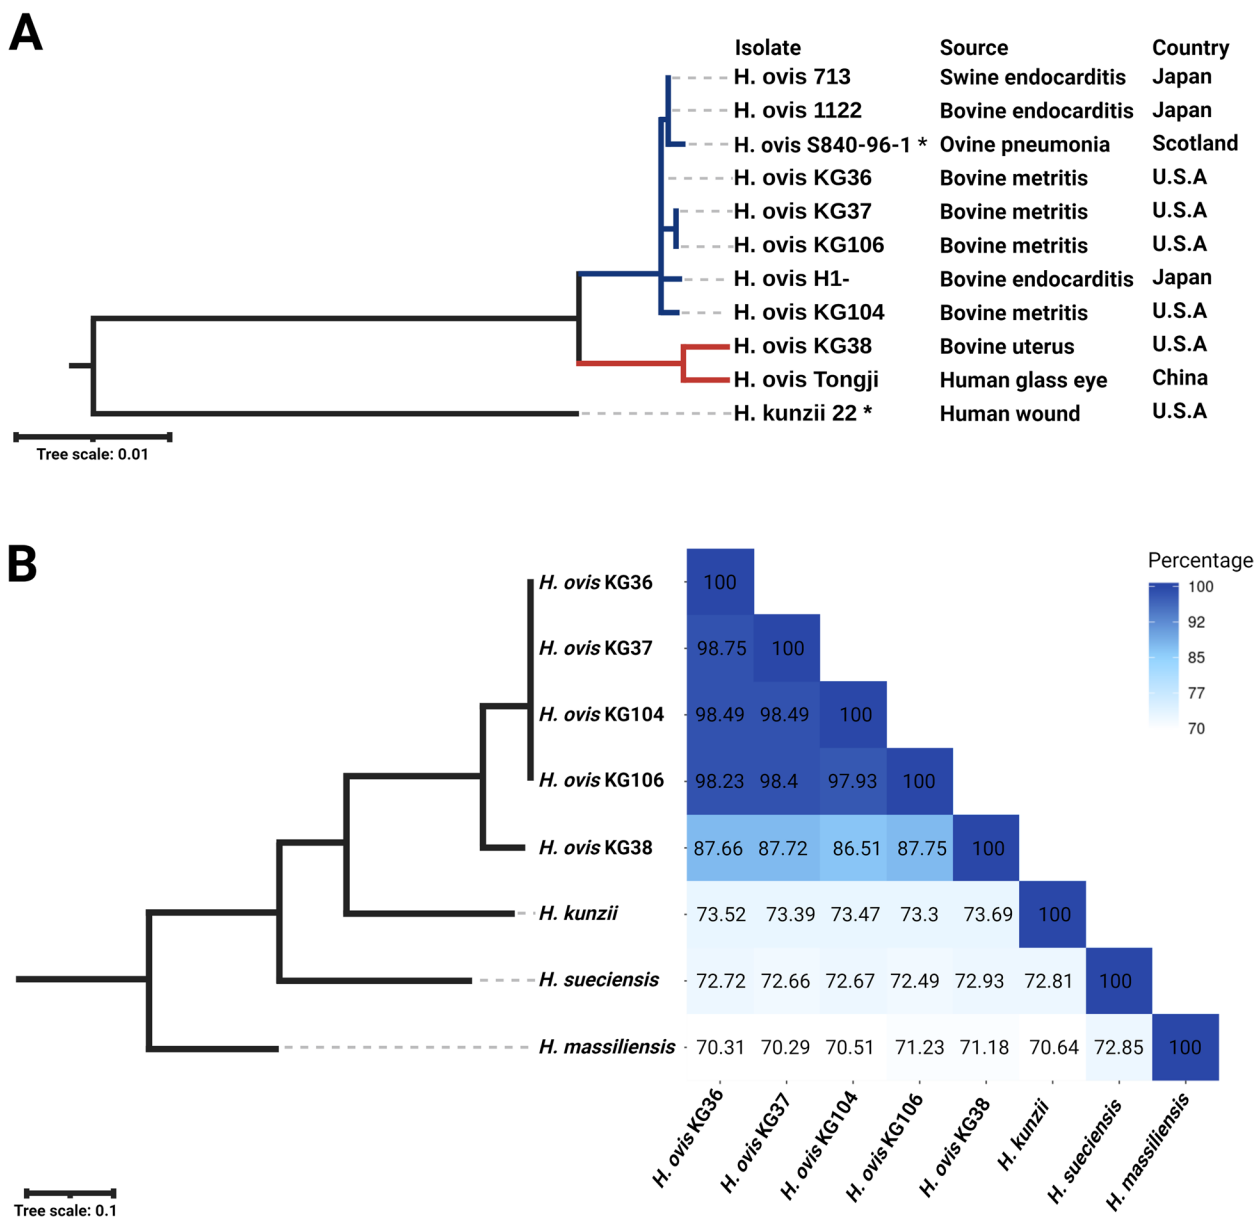 A
Isolate Source Country
H. ovis 713 Swine endocarditis Japan
H. ovis 1122 Bovine endocarditis Japan
H. ovis S840-96-1 * Ovine pneumonia Scotland
H. ovis KG36 Bovine metritis U.S.A
H. ovis KG37 Bovine metritis U.S.A
H. ovis KG106 Bovine metritis U.S.A
H. ovis H1- Bovine endocarditis Japan
H. ovis KG104 Bovine metritis U.S.A
H. ovis KG38 Bovine uterus U.S.A
H. ovis Tongji Human glass eye China
H. kunzii 22 * Human wound U.S.A
Tree scale: 0.01
B
Percentage
100
92
85
77
70
H. ovis KG36 100
H. ovis KG37 98.75 100
H. ovis KG104 98.49 98.49 100
H. ovis KG106 98.23 98.4 97.93 100
H. ovis KG38 87.66 87.72 86.51 87.75 100
H. kunzii 73.52 73.39 73.47 73.3 73.69 100
H. sueciensis 72.72 72.66 72.67 72.49 72.93 72.81 100
H. massiliensis 70.31 70.29 70.51 71.23 71.18 70.64 72.85 100
H. ovis KG36
H. ovis KG37
H. ovis KG104
H. ovis KG106
H. ovis KG38
H. kunzii
H. sueciensis
H. massiliensis
Tree scale: 0.1